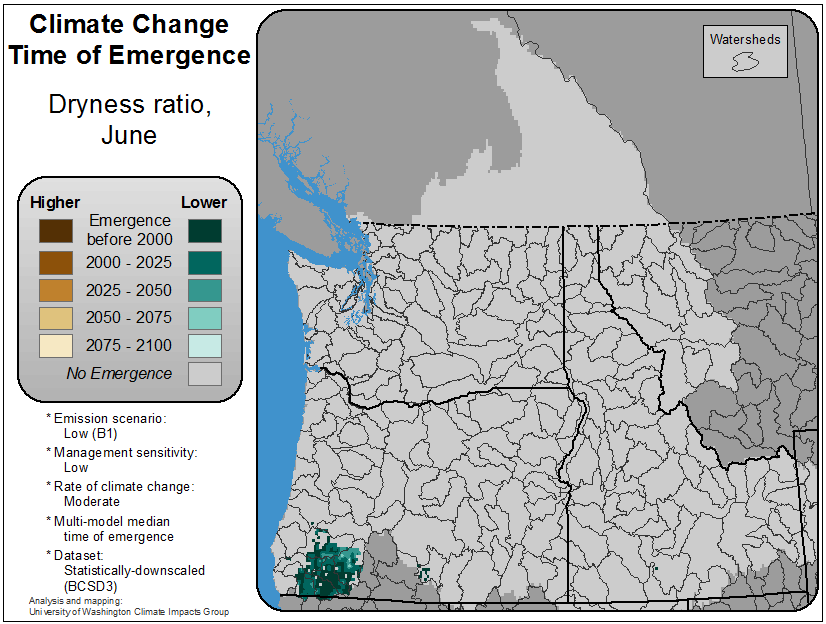 Climate Change
Time of Emergence
Dryness ratio,
June
Higher
Lower
Emergence
before 2000
2000 - 2025
2025 - 2050
2050 - 2075
2075 - 2100
No Emergence
* Emission scenario:
Low (B1)
* Management sensitivity:
Low
* Rate of climate change:
Moderate
* Multi-model median
time of emergence
* Dataset:
Statistically-downscaled
(BCSD3)
Analysis and mapping:
University of Washington Climate Impacts Group
Watersheds